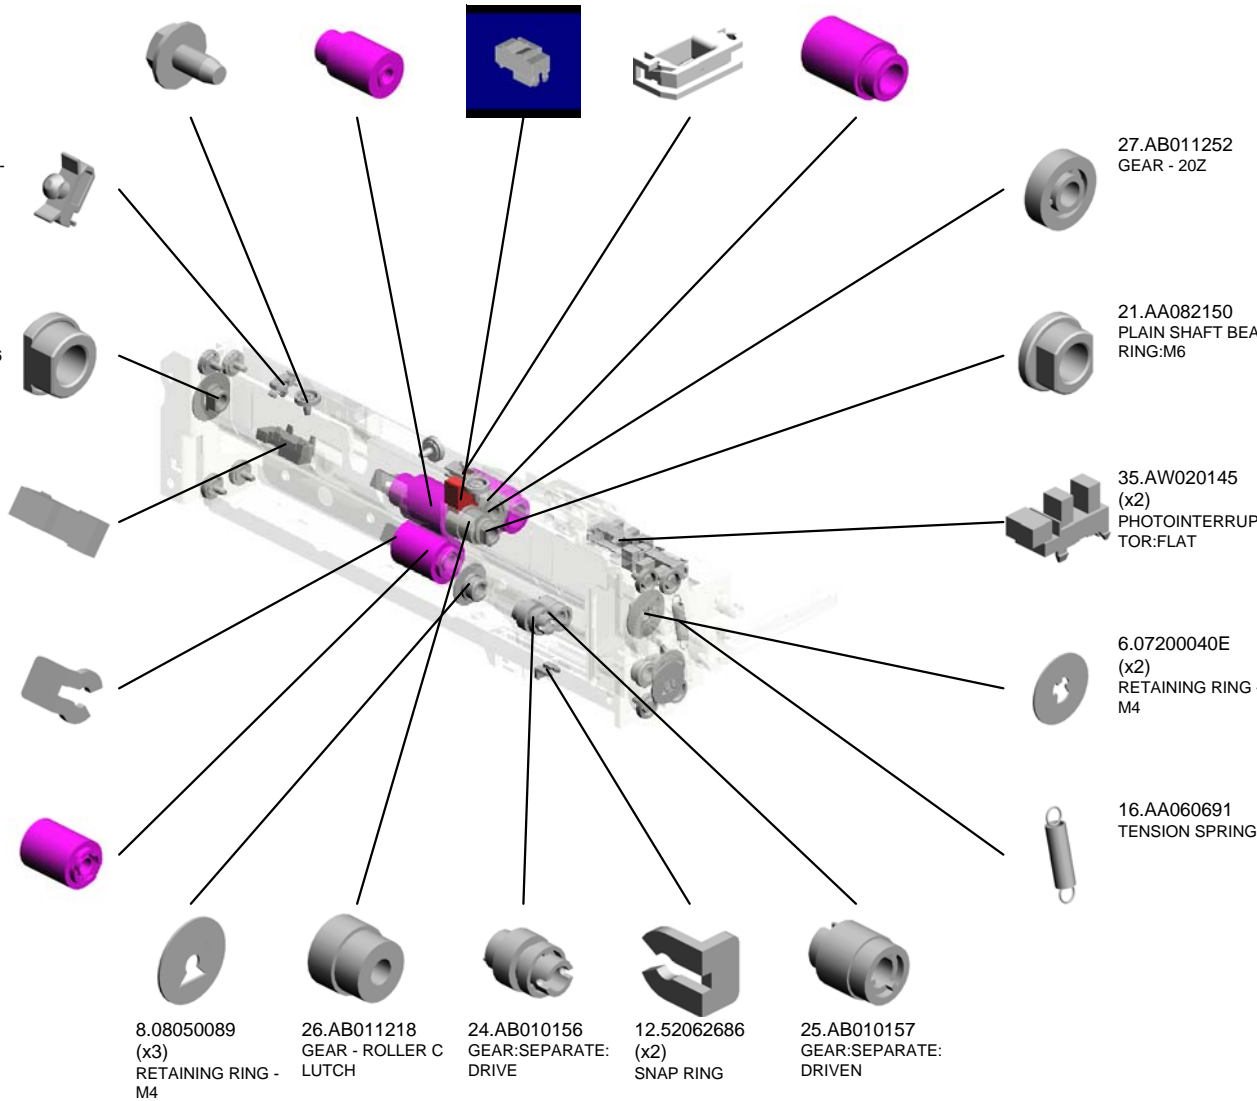 27.AB011252
GEAR - 20Z
21.AA082150
PLAIN SHAFT BEA
RING:M6
35.AW020145
(x2)
PHOTOINTERRUP
TOR:FLAT
6.07200040E
(x2)
RETAINING RING -
M4
16.AA060691
TENSION SPRING
8.08050089
(x3)
RETAINING RING -
M4
26.AB011218
GEAR - ROLLER C
LUTCH
24.AB010156
GEAR:SEPARATE:
DRIVE
12.52062686
(x2)
SNAP RING
25.AB010157
GEAR:SEPARATE:
DRIVEN